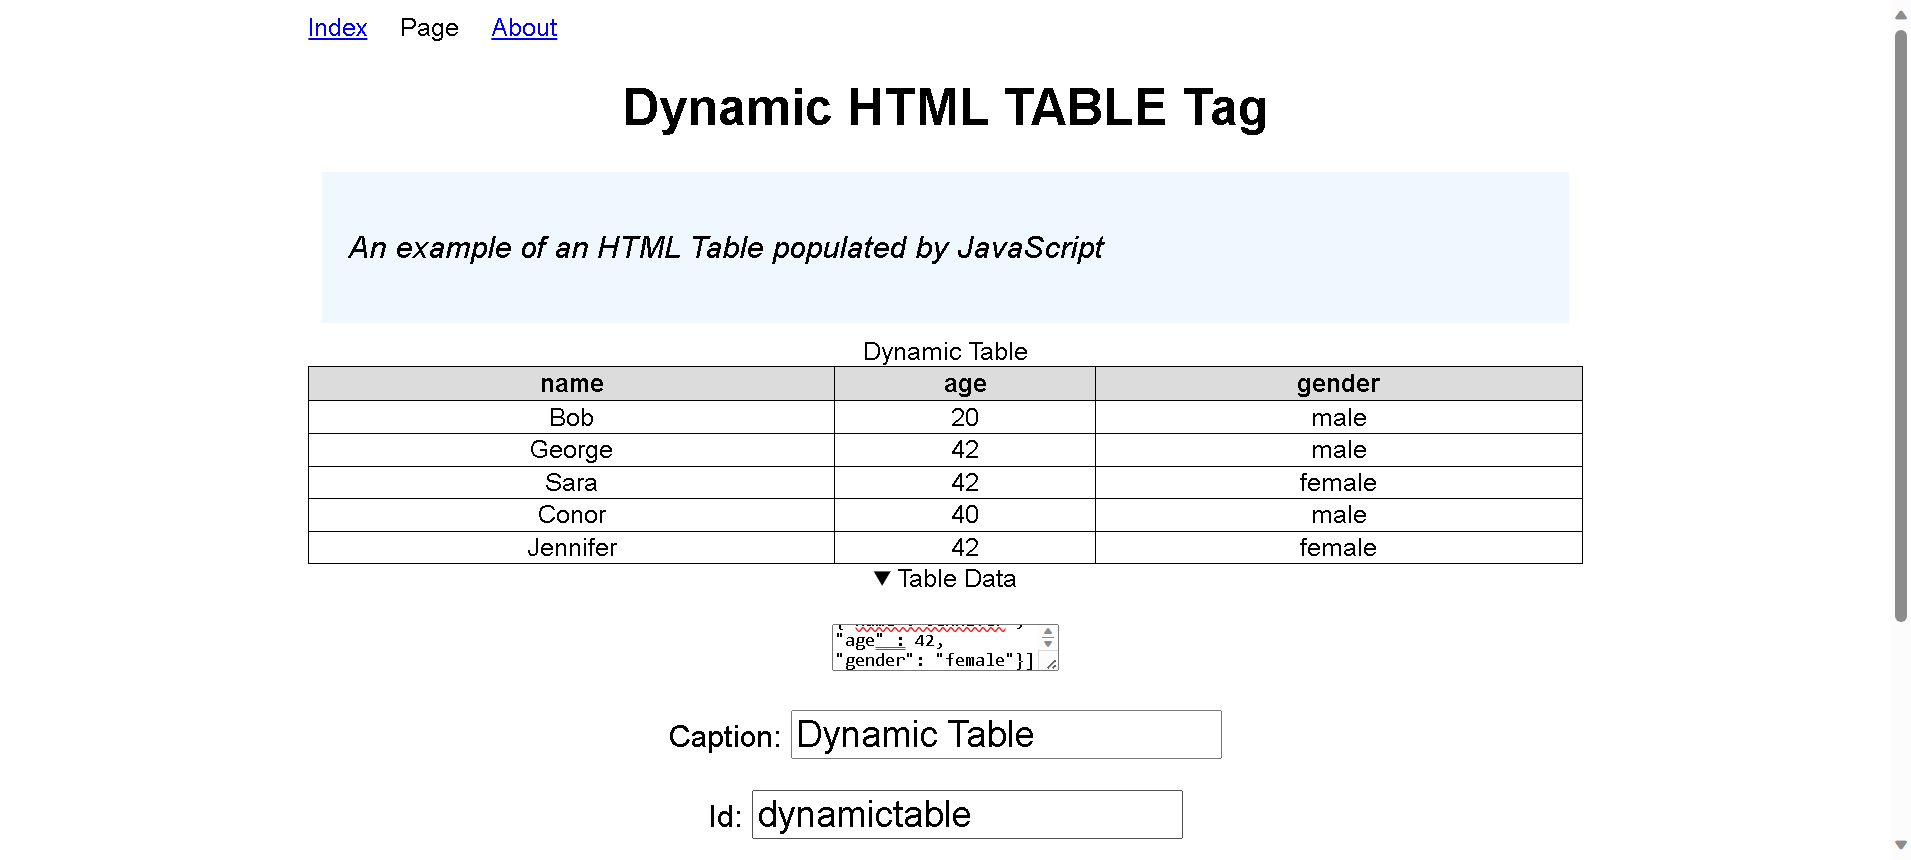 Index Page About
Dynamic HTML TABLE Tag
An example of an HTML Table populated by JavaScript
Dynamic Table
name age gender
Bob 20 male
George 42 male
Sara 42 female
Conor 40 male
Jennifer 42 female
▼ Table Data
"age" : 42,
"gender": "female"}]
Caption: Dynamic Table
Id: dynamictable